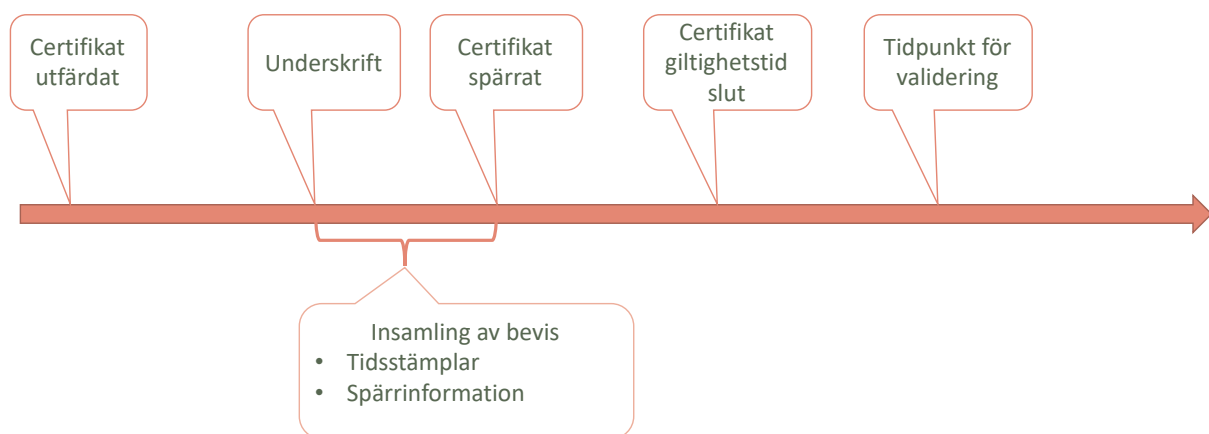 Certifikat
utfärdat
Underskrift
Certifikat
spärrat
Certifikat
giltighetstid
slut
Tidpunkt för
validering
Insamling av bevis
• Tidsstämplar
• Spärrinformation